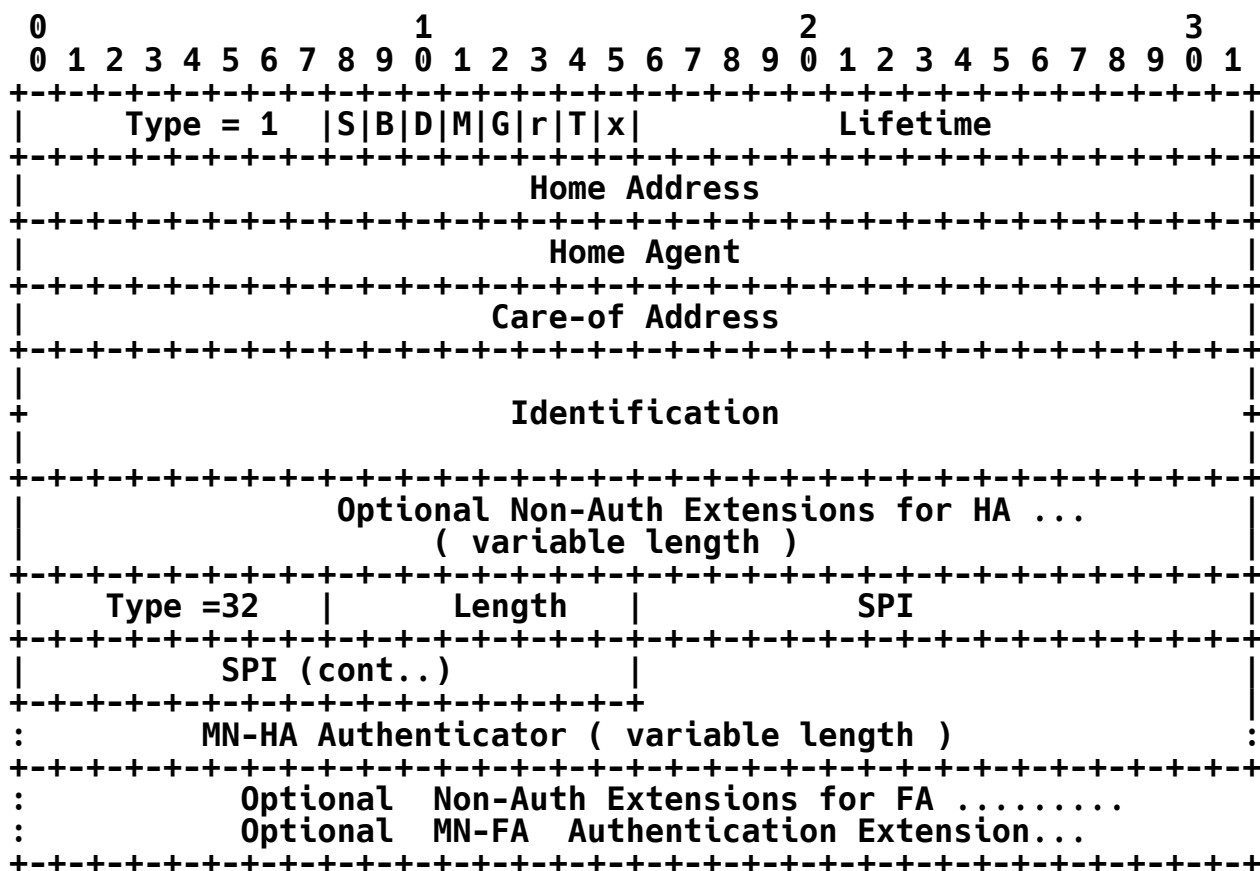 0                   1                   2                   3
 0 1 2 3 4 5 6 7 8 9 0 1 2 3 4 5 6 7 8 9 0 1 2 3 4 5 6 7 8 9 0 1
+-+-+-+-+-+-+-+-+-+-+-+-+-+-+-+-+-+-+-+-+-+-+-+-+-+-+-+-+-+-+-+-+
|     Type = 1  |S|B|D|M|G|r|T|x|          Lifetime             |
+-+-+-+-+-+-+-+-+-+-+-+-+-+-+-+-+-+-+-+-+-+-+-+-+-+-+-+-+-+-+-+-+
|                          Home Address                         |
+-+-+-+-+-+-+-+-+-+-+-+-+-+-+-+-+-+-+-+-+-+-+-+-+-+-+-+-+-+-+-+-+
|                           Home Agent                          |
+-+-+-+-+-+-+-+-+-+-+-+-+-+-+-+-+-+-+-+-+-+-+-+-+-+-+-+-+-+-+-+-+
|                        Care-of Address                        |
+-+-+-+-+-+-+-+-+-+-+-+-+-+-+-+-+-+-+-+-+-+-+-+-+-+-+-+-+-+-+-+-+
|                                                               |
+                         Identification                        +
|                                                               |
+-+-+-+-+-+-+-+-+-+-+-+-+-+-+-+-+-+-+-+-+-+-+-+-+-+-+-+-+-+-+-+-+
|                Optional Non-Auth Extensions for HA ...        |
|                     ( variable length )                       |
+-+-+-+-+-+-+-+-+-+-+-+-+-+-+-+-+-+-+-+-+-+-+-+-+-+-+-+-+-+-+-+-+
|    Type =32   |      Length   |           SPI                 |
+-+-+-+-+-+-+-+-+-+-+-+-+-+-+-+-+-+-+-+-+-+-+-+-+-+-+-+-+-+-+-+-+
|          SPI (cont..)         |                               |
+-+-+-+-+-+-+-+-+-+-+-+-+-+-+-+-+                               |
:         MN-HA Authenticator ( variable length )               :
+-+-+-+-+-+-+-+-+-+-+-+-+-+-+-+-+-+-+-+-+-+-+-+-+-+-+-+-+-+-+-+-+
:           Optional  Non-Auth Extensions for FA .........
:           Optional  MN-FA  Authentication Extension...
+-+-+-+-+-+-+-+-+-+-+-+-+-+-+-+-+-+-+-+-+-+-+-+-+-+-+-+-+-+-+-+-+